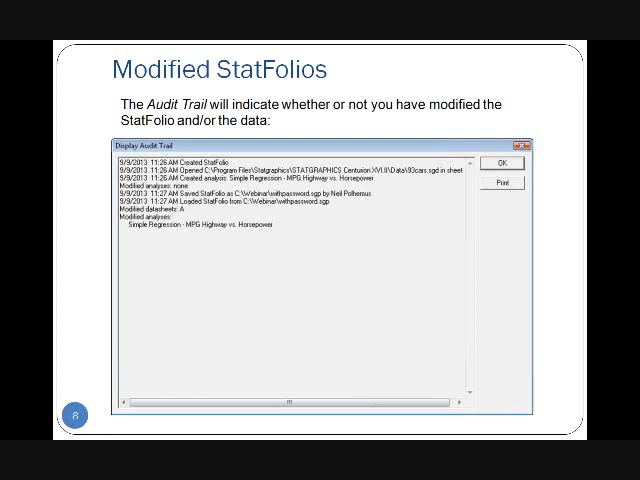 Modified StatFolios
The Audit Trail will indicate whether or not you have modified the
StatFolio and/or the data:
Display Audit Trail
9/9/2013 11:26 AM Created StatFolio
9/9/2013 11:26 AM Opened C:\Program Files\Statgraphics\STATGRAPHICS Centurion XVI.II\Data\93cars.sgd in sheet
9/9/2013 11:26 AM Created analysis: Simple Regression - MPG Highway vs. Horsepower
Modified analyses: none
9/9/2013 11:27 AM Saved StatFolio as C:\Webinar\withpassword.sgp by Neil Polhemus
9/9/2013 11:27 AM Loaded StatFolio from C:\Webinar\withpassword.sgp
Modified datasheets: A
Modified analyses:
Simple Regression - MPG Highway vs. Horsepower
OK
Print
8